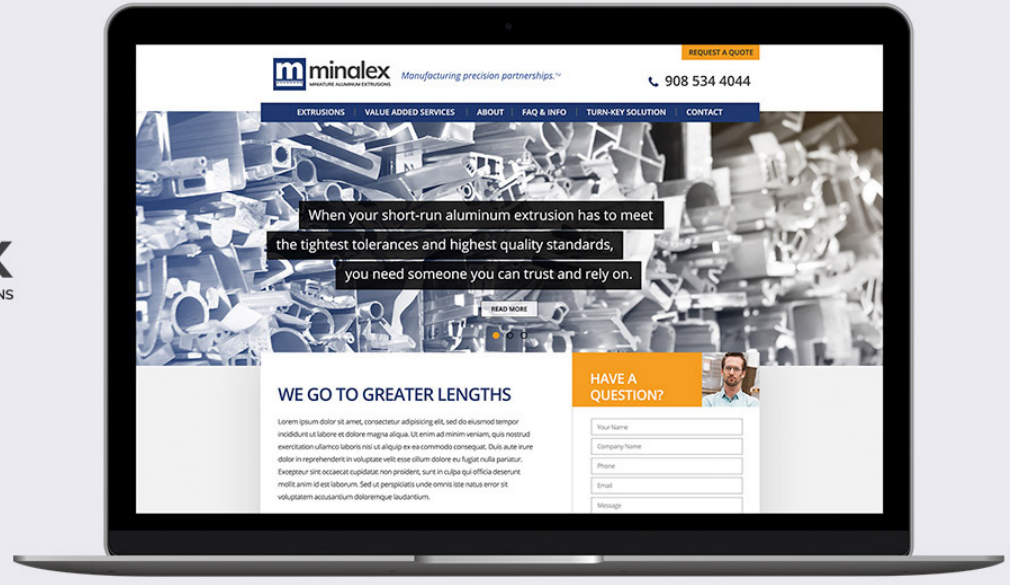 X
NS
REQUEST A QUOTE
m minalex
MINIATURE ALUMINUM EXTRUSIONS
Manufacturing precision partnerships.™
908 534 4044
EXTRUSIONS | VALUE ADDED SERVICES | ABOUT | FAQ & INFO | TURN-KEY SOLUTION | CONTACT
When your short-run aluminum extrusion has to meet
the tightest tolerances and highest quality standards,
you need someone you can trust and rely on.
READ MORE
WE GO TO GREATER LENGTHS
Lorem ipsum dolor sit amet, consectetur adipisicing elit, sed do eiusmod tempor
incididunt ut labore et dolore magna aliqua. Ut enim ad minim veniam, quis nostrud
exercitation ullamco laboris nisi ut aliquip ex ea commodo consequat. Duis aute irure
dolor in reprehenderit in voluptate velit esse cillum dolore eu fugiat nulla pariatur.
Excepteur sint occaecat cupidatat non proident, sunt in culpa qui officia deserunt
mollit anim id est laborum. Sed ut perspiciatis unde omnis iste natus error sit
voluptatem accusantium doloremque laudantium.
HAVE A
QUESTION?
Your Name
Company Name
Phone
Email
Message